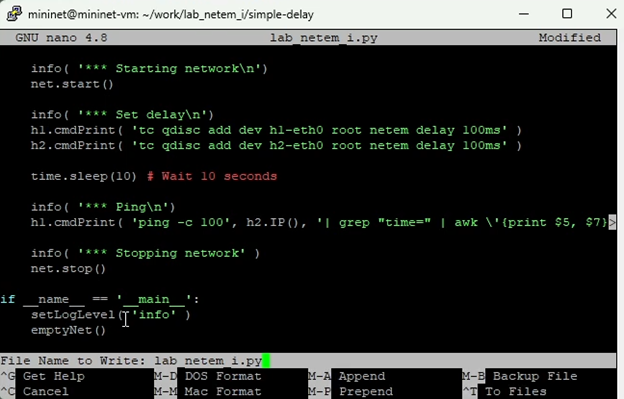 mininet@mininet-vm: ~/work/lab_netem_i/simple-delay
GNU nano 4.8 lab_netem_i.py Modified
info( '*** Starting network\n')
net.start()
info( '*** Set delay\n')
h1.cmdPrint( 'tc qdisc add dev h1-eth0 root netem delay 100ms' )
h2.cmdPrint( 'tc qdisc add dev h2-eth0 root netem delay 100ms' )
time.sleep(10) # Wait 10 seconds
info( '*** Ping\n')
h1.cmdPrint( 'ping -c 100', h2.IP(), '| grep "time=" | awk \'{print $5, $7}>
info( '*** Stopping network' )
net.stop()
if __name__ == '__main__':
setLogLevel( 'info' )
emptyNet()
File Name to Write: lab_netem_i.py
^G Get Help M-D DOS Format M-A Append M-B Backup File
^C Cancel M-M Mac Format M-P Prepend ^T To Files